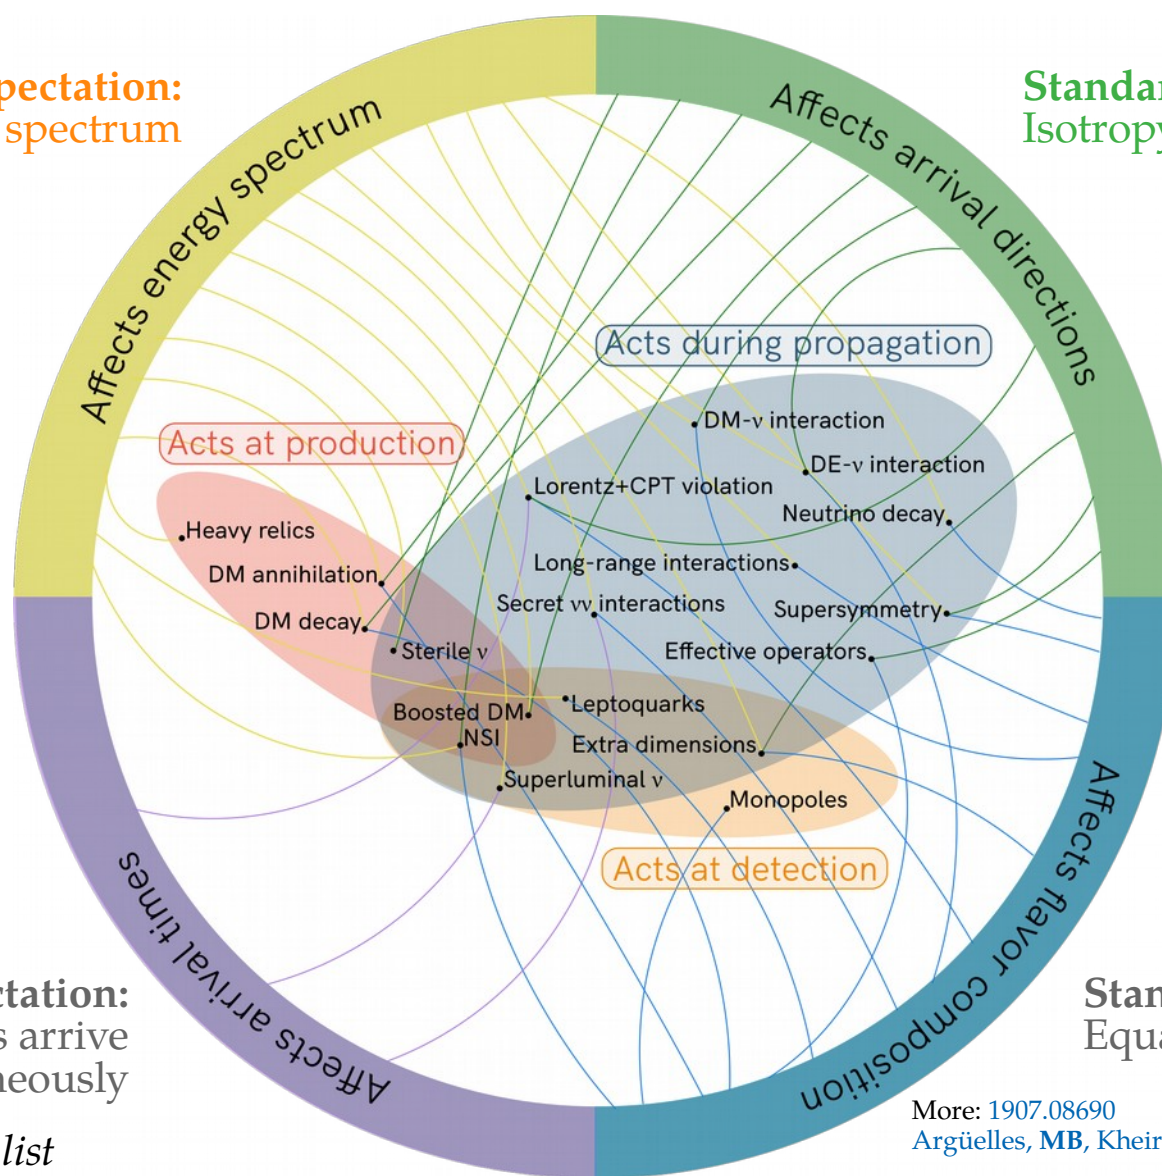 pectation:
spectrum
Standar
Isotropy
Affects energy spectrum
Affects arrival directions
Acts during propagation
Acts at production
DM-ν interaction
DE-ν interaction
Lorentz+CPT violation
Neutrino decay
Heavy relics
Long-range interactions
DM annihilation
Secret νν interactions
Supersymmetry
DM decay
Sterile ν
Effective operators
Leptoquarks
Boosted DM
NSI
Extra dimensions
Superluminal ν
Monopoles
Acts at detection
Affects arrival times
Affects flavor composition
ctation:
s arrive
neously
list
Stan
Equa
More: 1907.08690
Argüelles, MB, Kheir